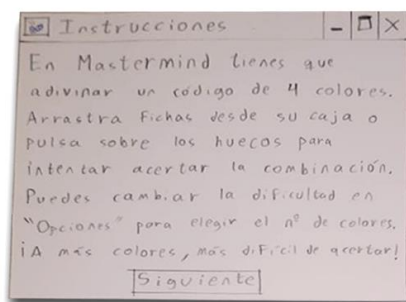 Instrucciones
En Mastermind tienes que
adivinar un código de 4 colores.
Arrastra fichas desde su caja o
pulsa sobre los huecos para
intentar acertar la combinación.
Puedes cambiar la dificultad en
"Opciones" para elegir el nº de colores.
¡A más colores, más difícil de acertar!
Siguiente